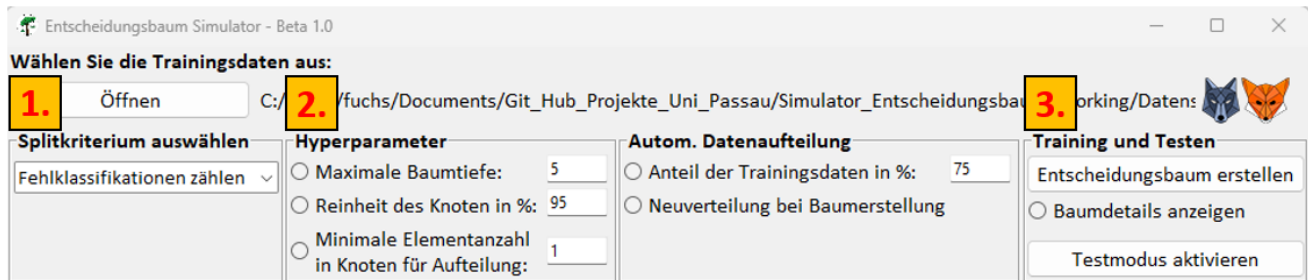 Entscheidungsbaum Simulator - Beta 1.0
Wählen Sie die Trainingsdaten aus:
1. Öffnen C:/ 2. /fuchs/Documents/Git_Hub_Projekte_Uni_Passau/Simulator_Entscheidungsba 3. orking/Datens
Splitkriterium auswählen Hyperparameter Autom. Datenaufteilung Training und Testen
Fehlklassifikationen zählen Maximale Baumtiefe: 5 Anteil der Trainingsdaten in %: 75 Entscheidungsbaum erstellen
Reinheit des Knoten in %: 95 Neuverteilung bei Baumerstellung Baumdetails anzeigen
Minimale Elementanzahl
in Knoten für Aufteilung: 1 Testmodus aktivieren